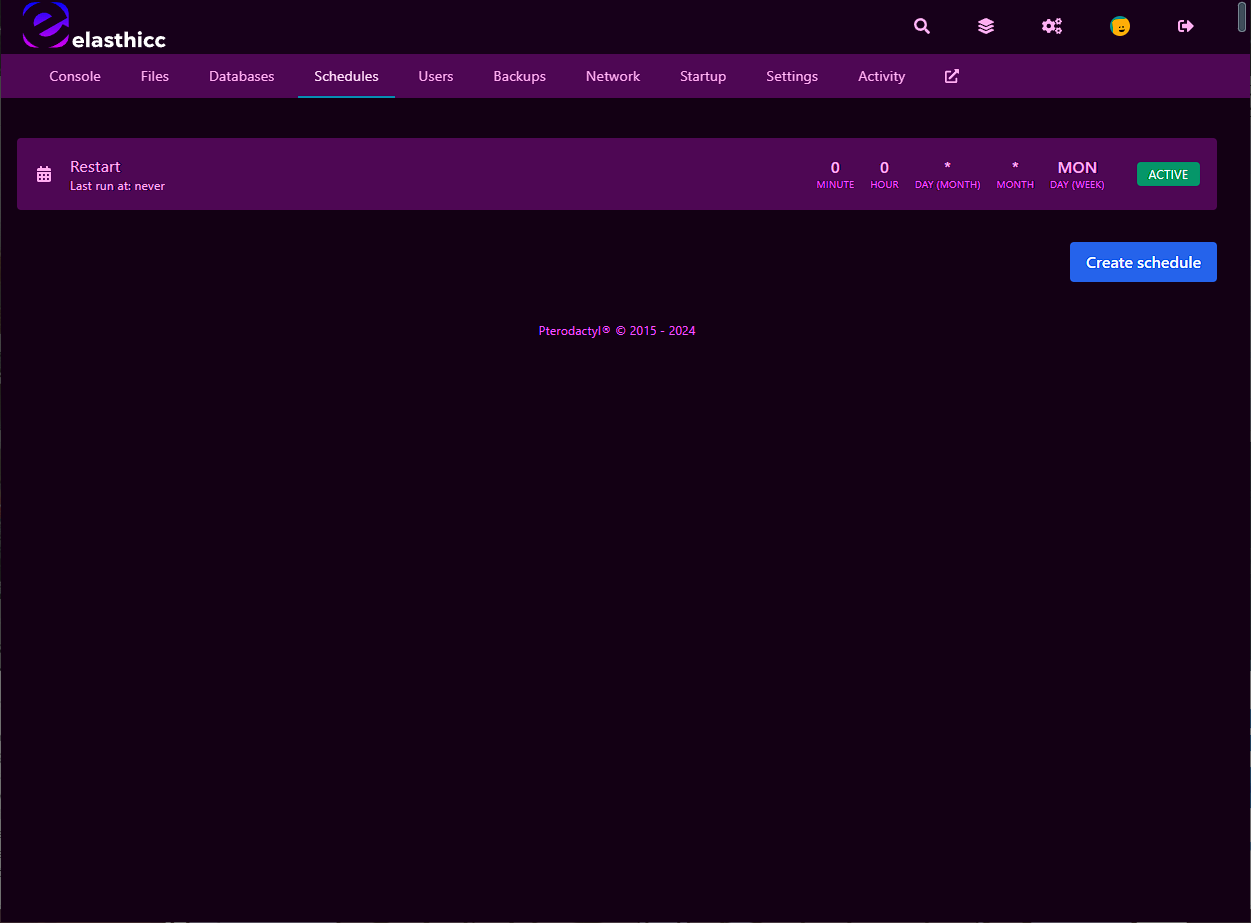 elasthicc
Console Files Databases Schedules Users Backups Network Startup Settings Activity
Restart
Last run at: never
0 0 * * MON
MINUTE HOUR DAY (MONTH) MONTH DAY (WEEK)
ACTIVE
Create schedule
Pterodactyl® © 2015 - 2024